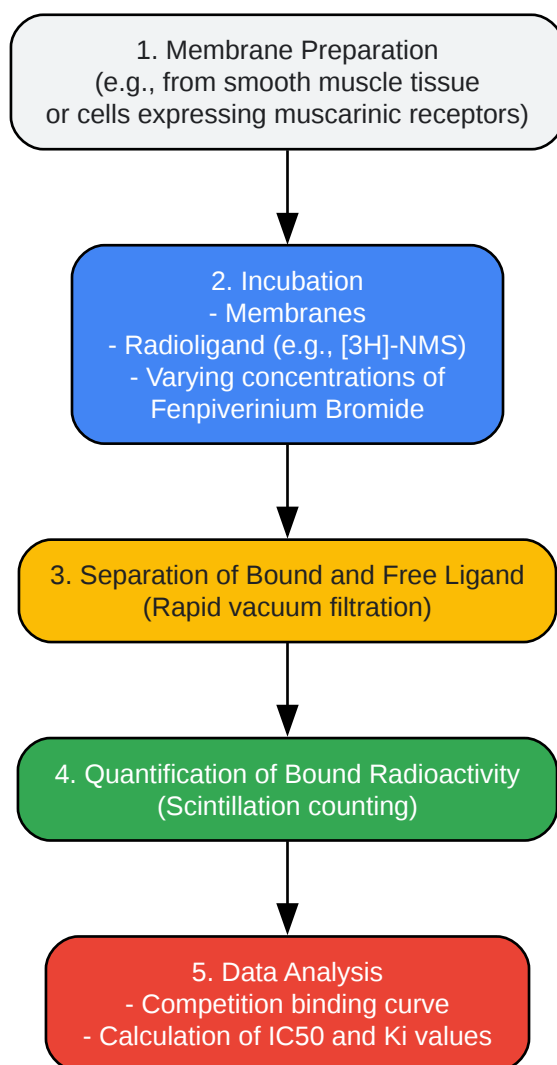 1. Membrane Preparation
(e.g., from smooth muscle tissue
or cells expressing muscarinic receptors)
2. Incubation
- Membranes
- Radioligand (e.g., [3H]-NMS)
- Varying concentrations of
Fenpiverinium Bromide
3. Separation of Bound and Free Ligand
(Rapid vacuum filtration)
4. Quantification of Bound Radioactivity
(Scintillation counting)
5. Data Analysis
- Competition binding curve
- Calculation of IC50 and Ki values